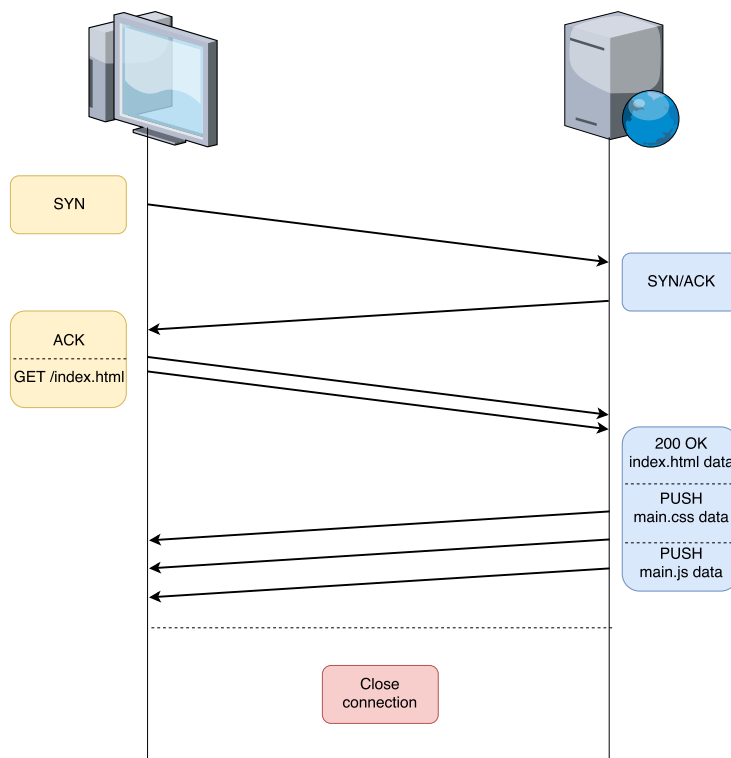 SYN
SYN/ACK
ACK
GET /index.html
200 OK
index.html data
PUSH
main.css data
PUSH
main.js data
Close
connection